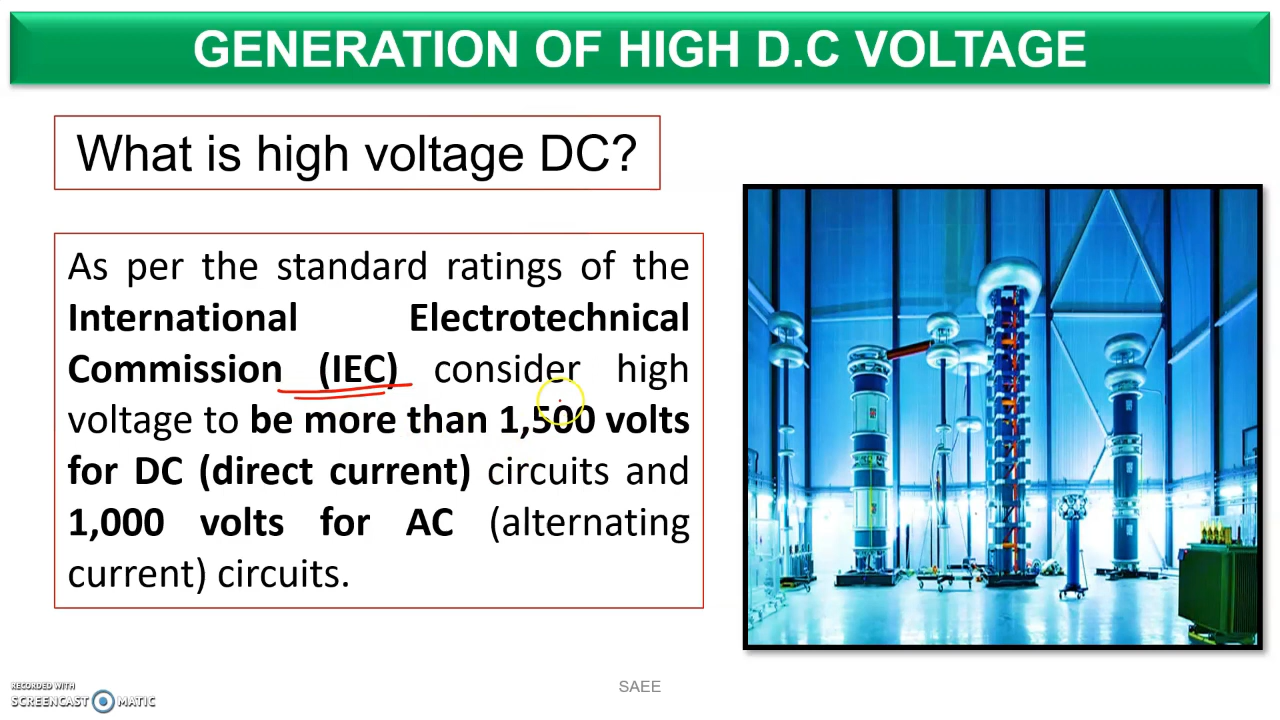 GENERATION OF HIGH D.C VOLTAGE
What is high voltage DC?
As per the standard ratings of the
International Electrotechnical
Commission (IEC) consider high
voltage to be more than 1,500 volts
for DC (direct current) circuits and
1,000 volts for AC (alternating
current) circuits.
SAEE
RECORDED WITH
SCREENCAST MATIC